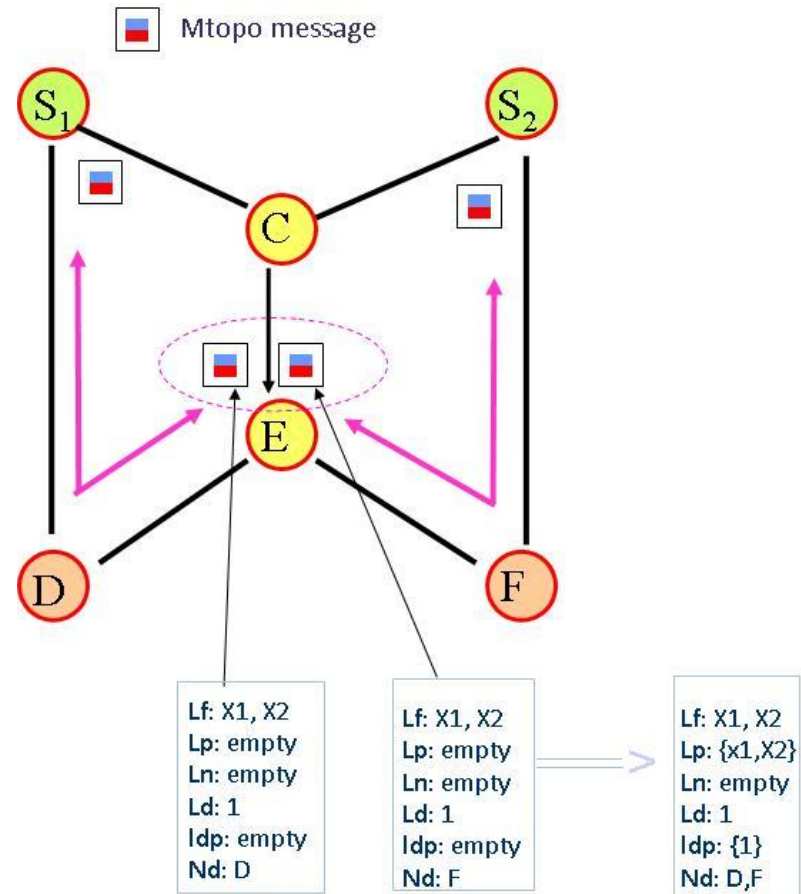 Mtopo message
S1
S2
C
E
D
F
Lf: X1, X2
Lp: empty
Ln: empty
Ld: 1
Idp: empty
Nd: D
Lf: X1, X2
Lp: empty
Ln: empty
Ld: 1
Idp: empty
Nd: F
Lf: X1, X2
Lp: {x1,X2}
Ln: empty
Ld: 1
Idp: {1}
Nd: D,F